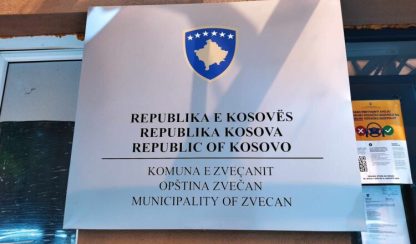 REPUBLIKA E KOSOVËS
REPUBLIKA KOSOVA
REPUBLIC OF KOSOVO
KOMUNA E ZVEÇANIT
OPŠTINA ZVEČAN
MUNICIPALITY OF ZVECAN